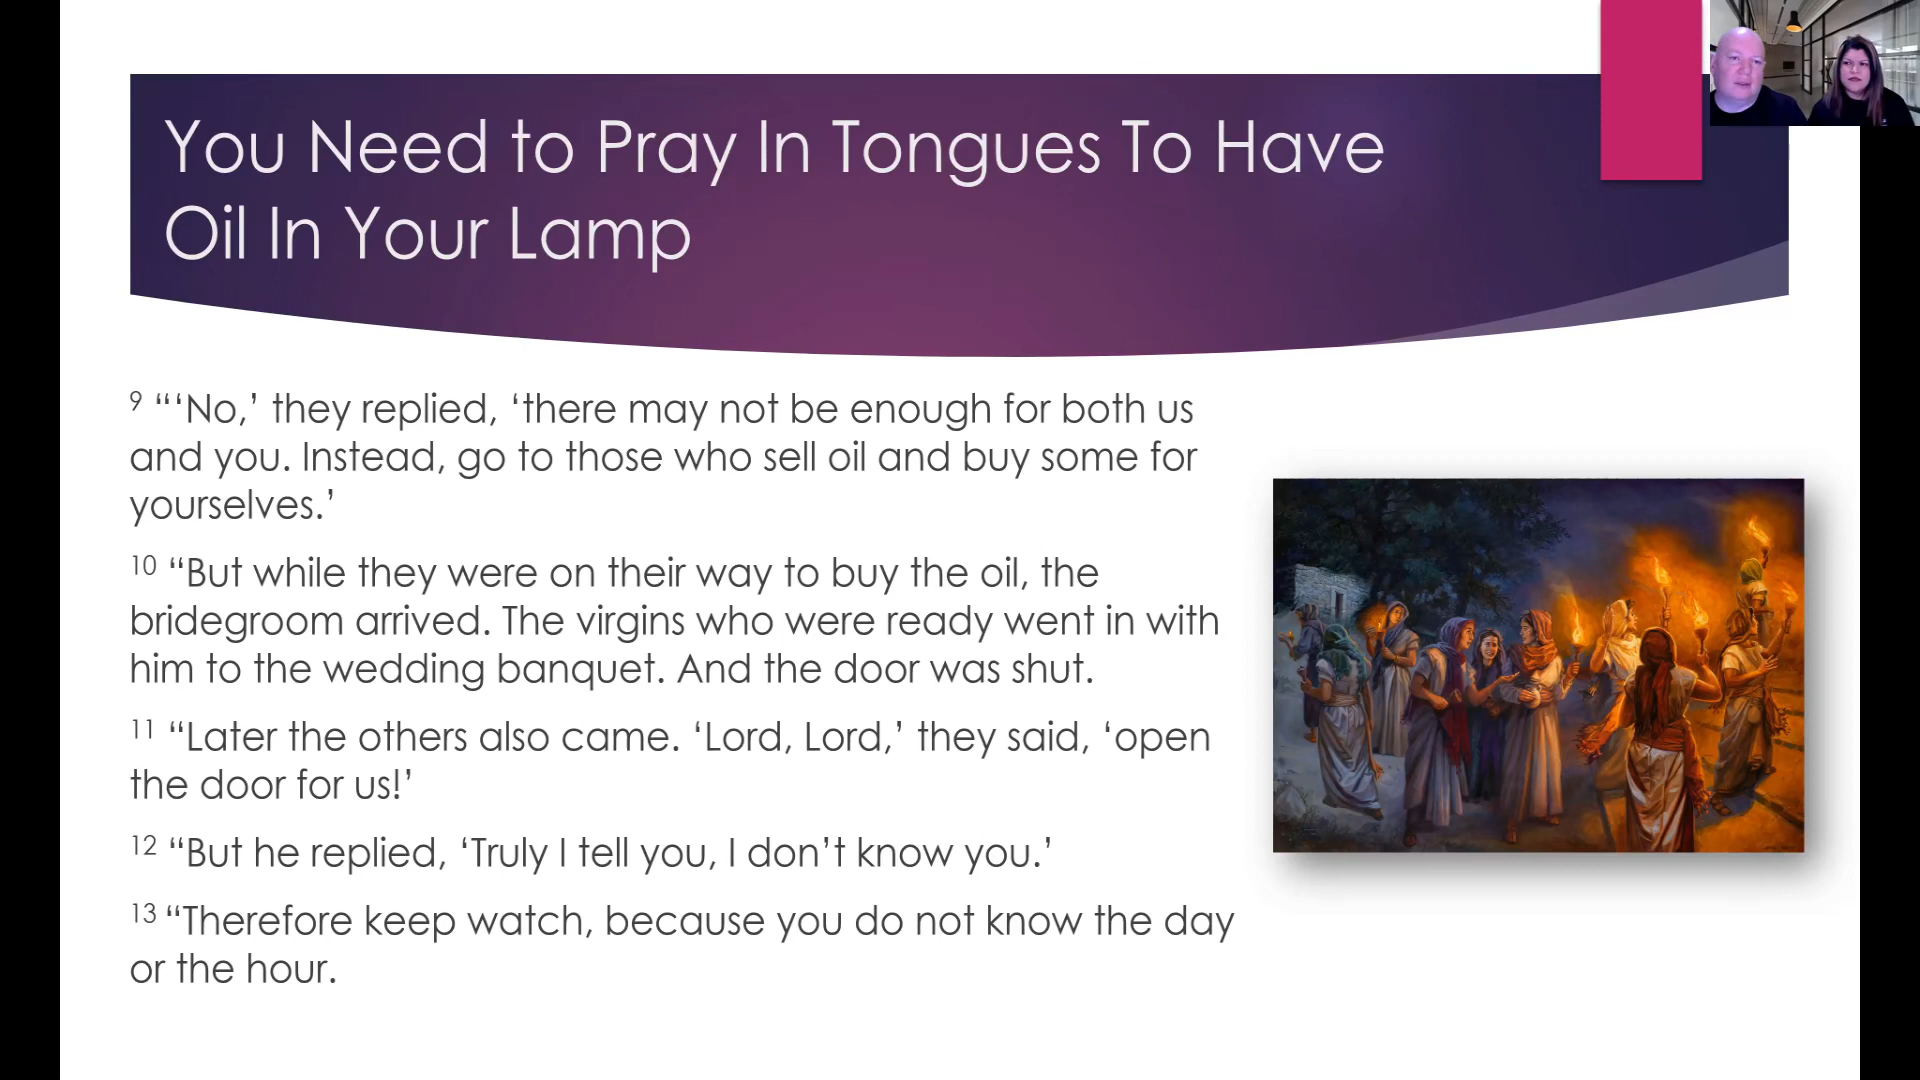 You Need to Pray In Tongues To Have
Oil In Your Lamp
9 “‘No,’ they replied, ‘there may not be enough for both us
and you. Instead, go to those who sell oil and buy some for
yourselves.’
10 “But while they were on their way to buy the oil, the
bridegroom arrived. The virgins who were ready went in with
him to the wedding banquet. And the door was shut.
11 “Later the others also came. ‘Lord, Lord,’ they said, ‘open
the door for us!’
12 “But he replied, ‘Truly I tell you, I don’t know you.’
13 “Therefore keep watch, because you do not know the day
or the hour.